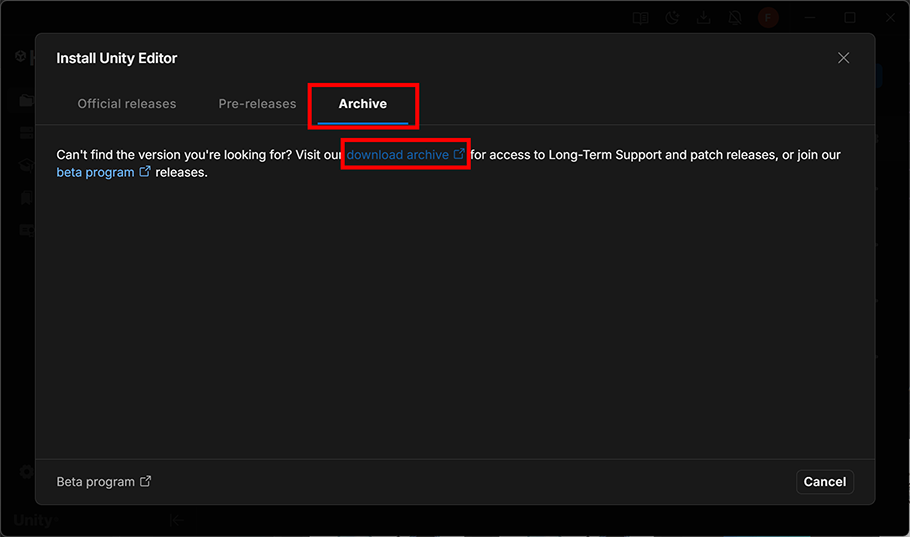 F
Install Unity Editor
Official releases
Pre-releases
Archive
Can't find the version you're looking for? Visit our download archive for access to Long-Term Support and patch releases, or join our
beta program releases.
Beta program
Cancel
Unity